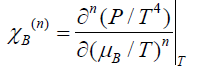 χ_B^(n) = ∂^n (P / T^4) / ∂(μ_B / T)^n |_T